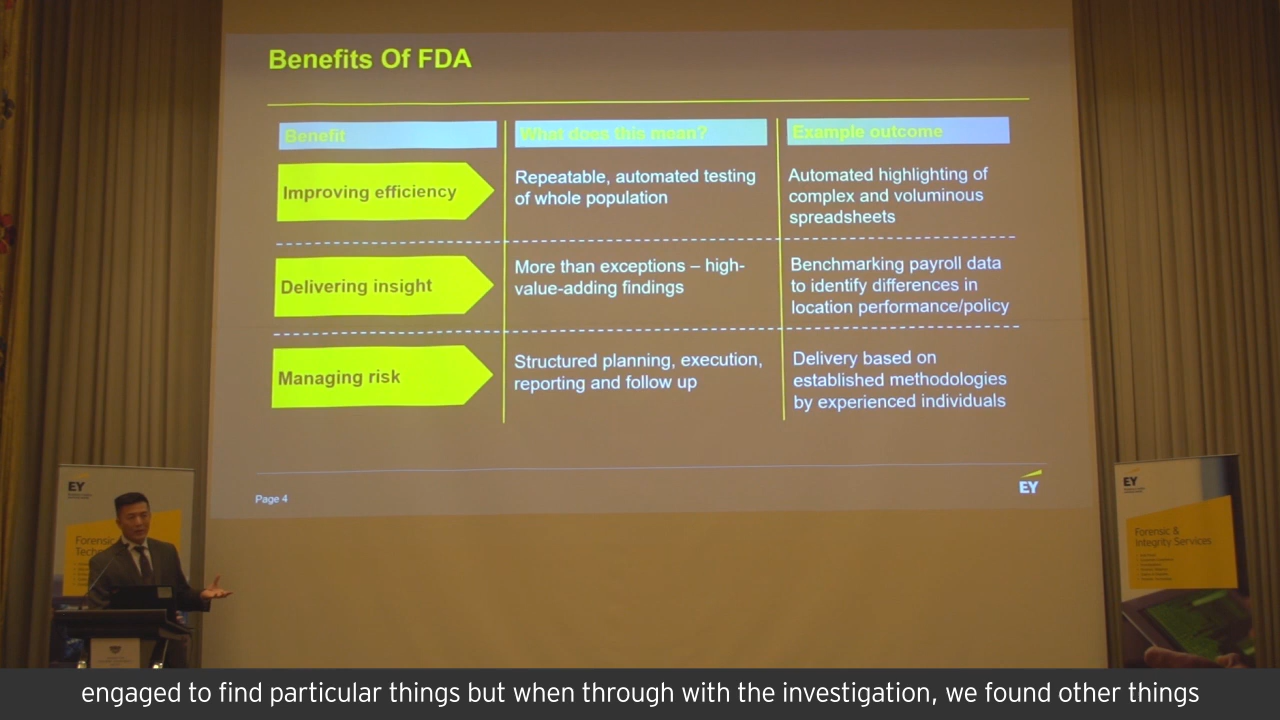 Benefits Of FDA
Benefit
What does this mean?
Example outcome
Improving efficiency
Repeatable, automated testing
of whole population
Automated highlighting of
complex and voluminous
spreadsheets
Delivering insight
More than exceptions – high-
value-adding findings
Benchmarking payroll data
to identify differences in
location performance/policy
Managing risk
Structured planning, execution,
reporting and follow up
Delivery based on
established methodologies
by experienced individuals
Page 4
EY
EY
Forensic
EY
Forensic &
Integrity Services
engaged to find particular things but when through with the investigation, we found other things